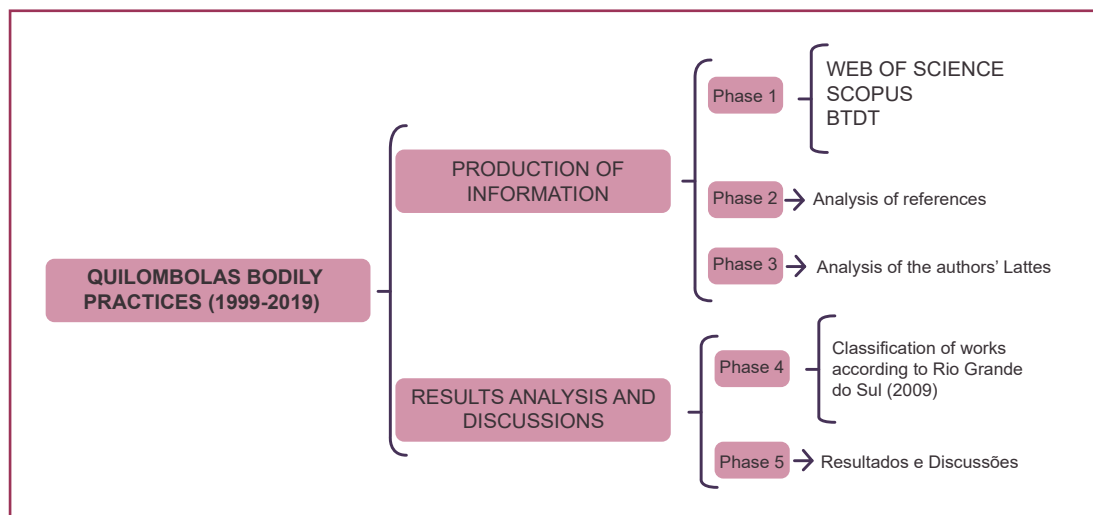 QUILOMBOLAS BODILY
PRACTICES (1999-2019)
PRODUCTION OF
INFORMATION
Phase 1
WEB OF SCIENCE
SCOPUS
BTDT
Phase 2
Analysis of references
Phase 3
Analysis of the authors’ Lattes
RESULTS ANALYSIS AND
DISCUSSIONS
Phase 4
Classification of works
according to Rio Grande
do Sul (2009)
Phase 5
Resultados e Discussões